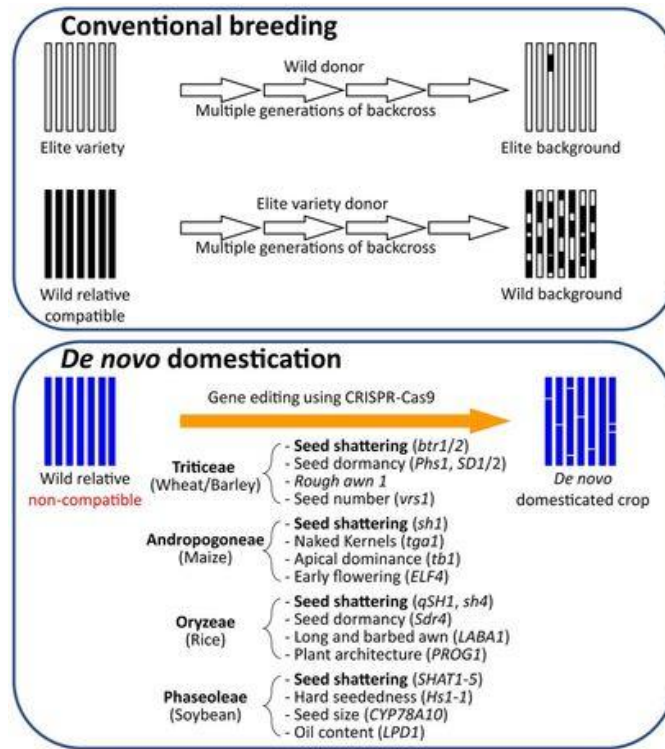 Conventional breeding
Wild donor
Multiple generations of backcross
Elite variety
Elite background
Elite variety donor
Multiple generations of backcross
Wild relative
compatible
Wild background
De novo domestication
Gene editing using CRISPR-Cas9
Wild relative
non-compatible
De novo
domesticated crop
Triticeae
(Wheat/Barley)
- Seed shattering (btr1/2)
- Seed dormancy (Phs1, SD1/2)
- Rough awn 1
- Seed number (vrs1)
Andropogoneae
(Maize)
- Seed shattering (sh1)
- Naked Kernels (tga1)
- Apical dominance (tb1)
- Early flowering (ELF4)
Oryzeae
(Rice)
- Seed shattering (qSH1, sh4)
- Seed dormancy (Sdr4)
- Long and barbed awn (LABA1)
- Plant architecture (PROG1)
Phaseoleae
(Soybean)
- Seed shattering (SHAT1-5)
- Hard seededness (Hs1-1)
- Seed size (CYP78A10)
- Oil content (LPD1)